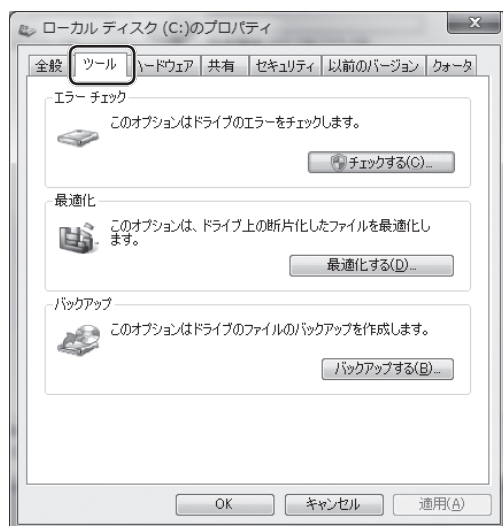 ローカル ディスク (C:)のプロパティ
全般 ツール ハードウェア 共有 セキュリティ 以前のバージョン クォータ
エラー チェック
このオプションはドライブのエラーをチェックします。
チェックする(C)...
最適化
このオプションは、ドライブ上の断片化したファイルを最適化し
ます。
最適化する(D)...
バックアップ
このオプションはドライブのファイルのバックアップを作成します。
バックアップする(B)...
OK キャンセル 適用(A)